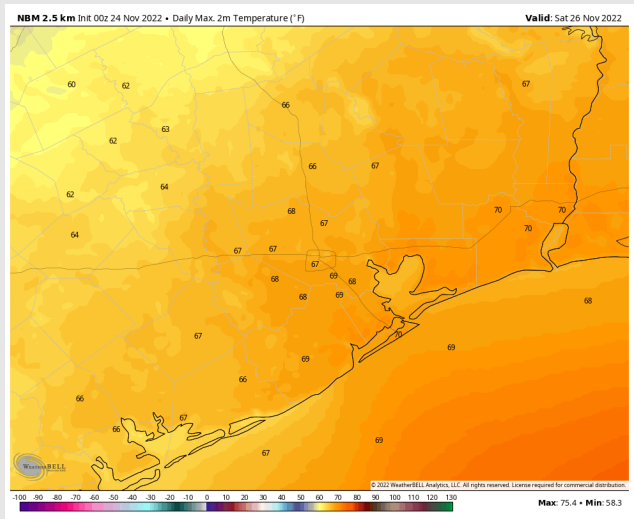 NBM 2.5 km Init 00z 24 Nov 2022 • Daily Max. 2m Temperature (°F) Valid: Sat 26 Nov 2022
60 62 67
66
63
62
66 67
64
62
68 70 70
67 70
64
67 67
67
69
68 68
68 69 68
67 70
69
69
66
66
67
66
69
67
WeatherBELL
© 2022 WeatherBELL Analytics, LLC. All rights reserved. License required for commercial distribution.
-100 -90 -80 -70 -60 -50 -40 -30 -20 -10 0 10 20 30 40 50 60 70 80 90 100 110 120 130
Max: 75.4 • Min: 58.3